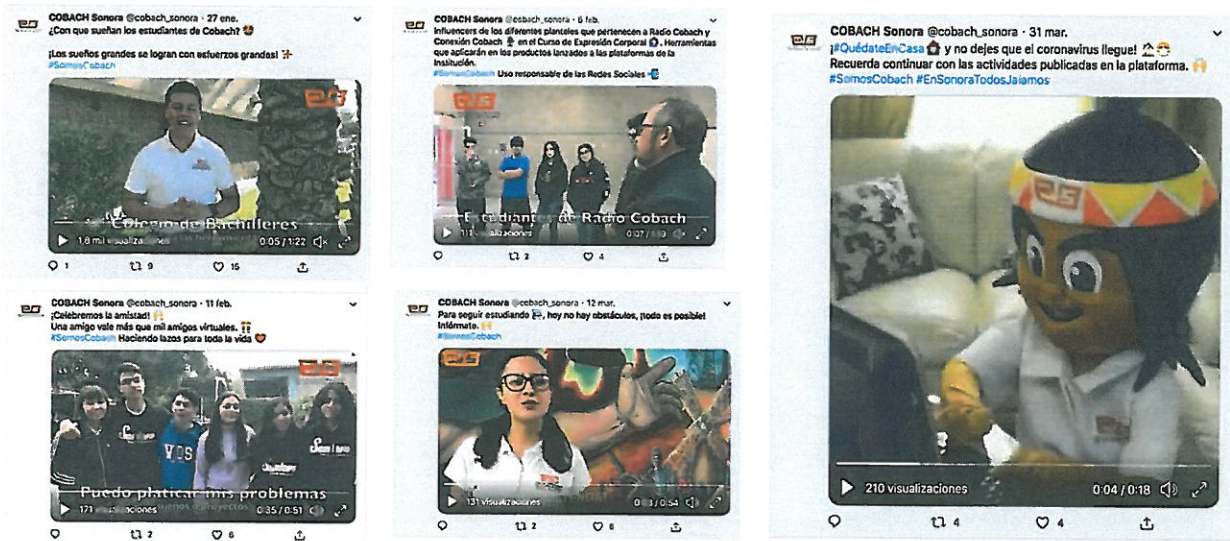 COBACH Sonora @cobach_sonora · 27 ene.
¿Con que sueñan los estudiantes de Cobach?
¡Los sueños grandes se logran con esfuerzos grandes!
#SomosCobach
Colegio de Bachilleres
1,8 mil visualizaciones
0:05 / 1:22
1 9 15
COBACH Sonora @cobach_sonora · 6 feb.
Influencers de los diferentes planteles que pertenecen a Radio Cobach y
Conexión Cobach en el Curso de Expresión Corporal . Herramientas
que aplicarán en los productos lanzados a las plataformas de la
Institución.
#SomosCobach Uso responsable de las Redes Sociales
Estudiantes de Radio Cobach
visualizaciones
0:07
2 4
COBACH Sonora @cobach_sonora · 11 feb.
¡Celebremos la amistad!
Una amigo vale más que mil amigos virtuales.
#SomosCobach Haciendo lazos para toda la vida
VDS
Puedo platicar mis problemas
171 visualizaciones
0:35 / 0:51
2 6
COBACH Sonora @cobach_sonora · 12 mar.
Para seguir estudiando , hoy no hay obstáculos, ¡todo es posible!
Infórmate.
#SomosCobach
131 visualizaciones
/ 0:54
2 6
COBACH Sonora @cobach_sonora · 31 mar.
¡#QuédateEnCasa y no dejes que el coronavirus llegue!
Recuerda continuar con las actividades publicadas en la plataforma.
#SomosCobach #EnSonoraTodosJalamos
210 visualizaciones
0:04 / 0:18
4 4